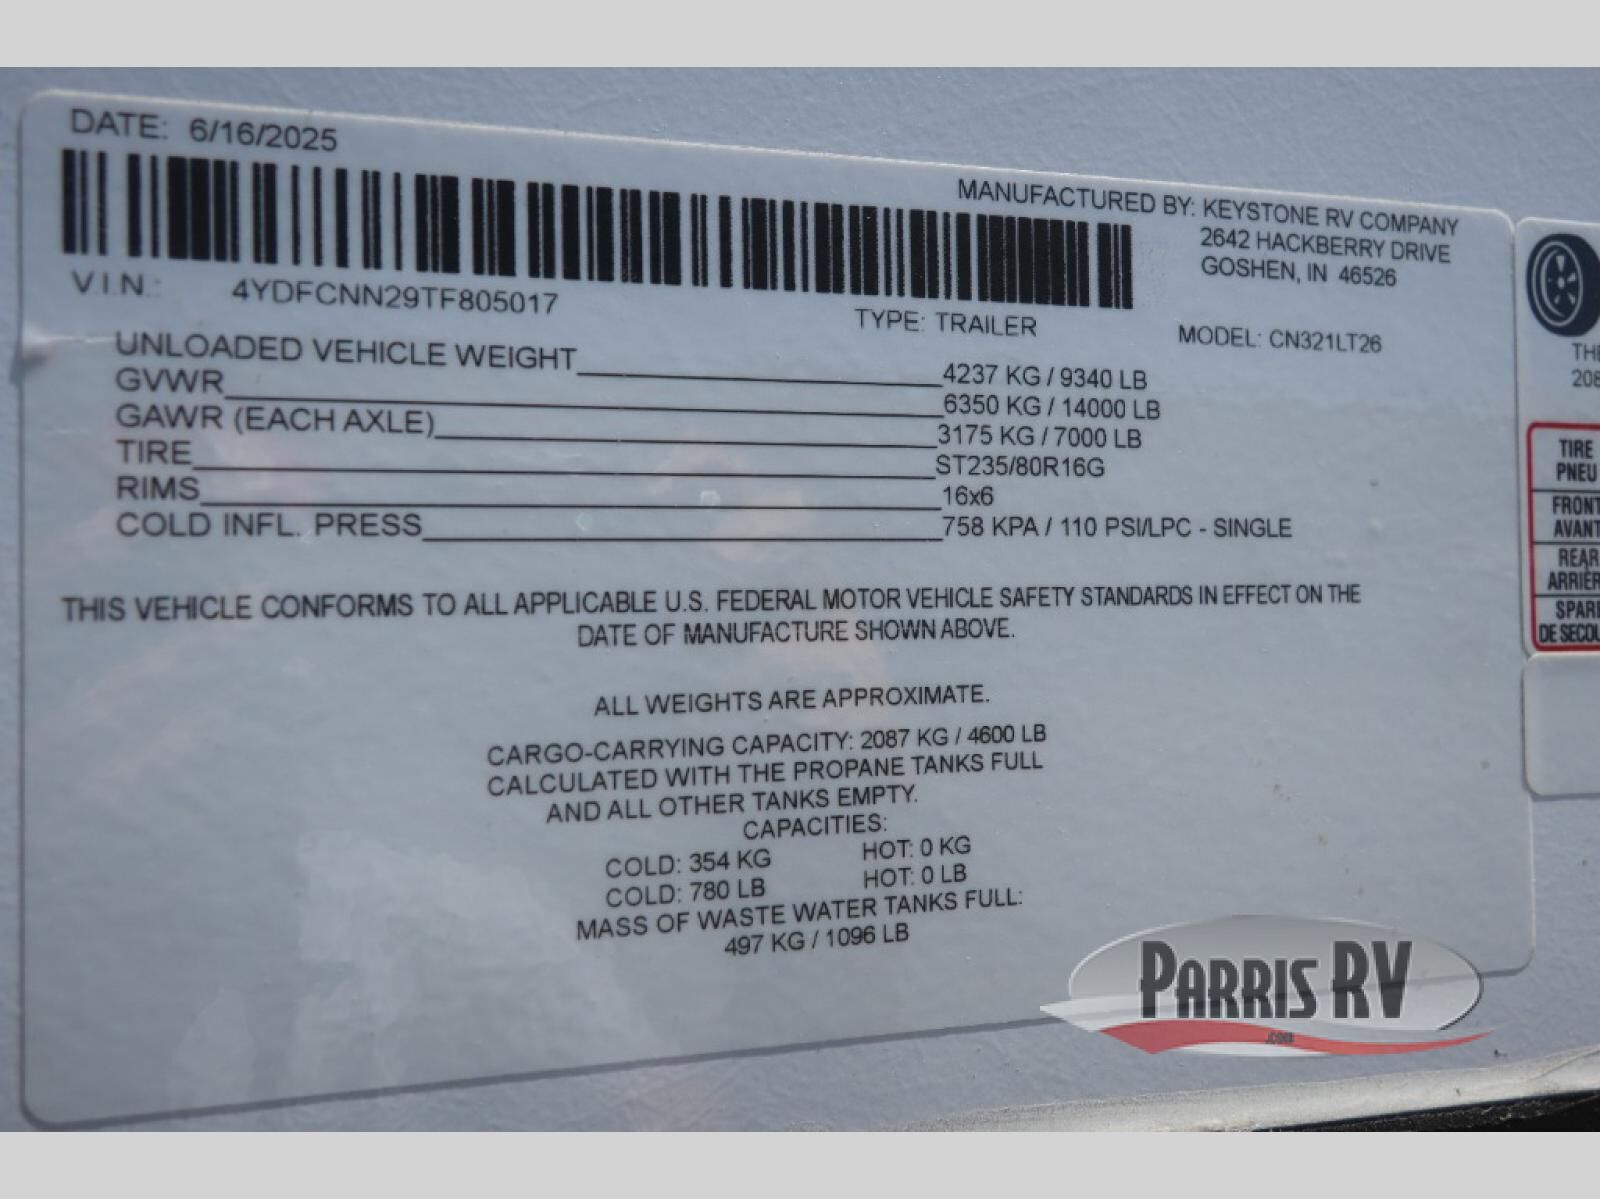 DATE: 6/16/2025
MANUFACTURED BY: KEYSTONE RV COMPANY
2642 HACKBERRY DRIVE
GOSHEN, IN 46526
V.I.N.: 4YDFCNN29TF805017
TYPE: TRAILER
MODEL: CN321LT26
UNLOADED VEHICLE WEIGHT 4237 KG / 9340 LB
GVWR 6350 KG / 14000 LB
GAWR (EACH AXLE) 3175 KG / 7000 LB
TIRE ST235/80R16G
RIMS 16x6
COLD INFL. PRESS 758 KPA / 110 PSI/LPC - SINGLE
THIS VEHICLE CONFORMS TO ALL APPLICABLE U.S. FEDERAL MOTOR VEHICLE SAFETY STANDARDS IN EFFECT ON THE
DATE OF MANUFACTURE SHOWN ABOVE.
ALL WEIGHTS ARE APPROXIMATE.
CARGO-CARRYING CAPACITY: 2087 KG / 4600 LB
CALCULATED WITH THE PROPANE TANKS FULL
AND ALL OTHER TANKS EMPTY.
CAPACITIES:
COLD: 354 KG HOT: 0 KG
COLD: 780 LB HOT: 0 LB
MASS OF WASTE WATER TANKS FULL:
497 KG / 1096 LB
TIRE
PNEU
FRONT
AVANT
REAR
ARRIÈR
SPAR
DE SECOU
PARRIS RV
.COM